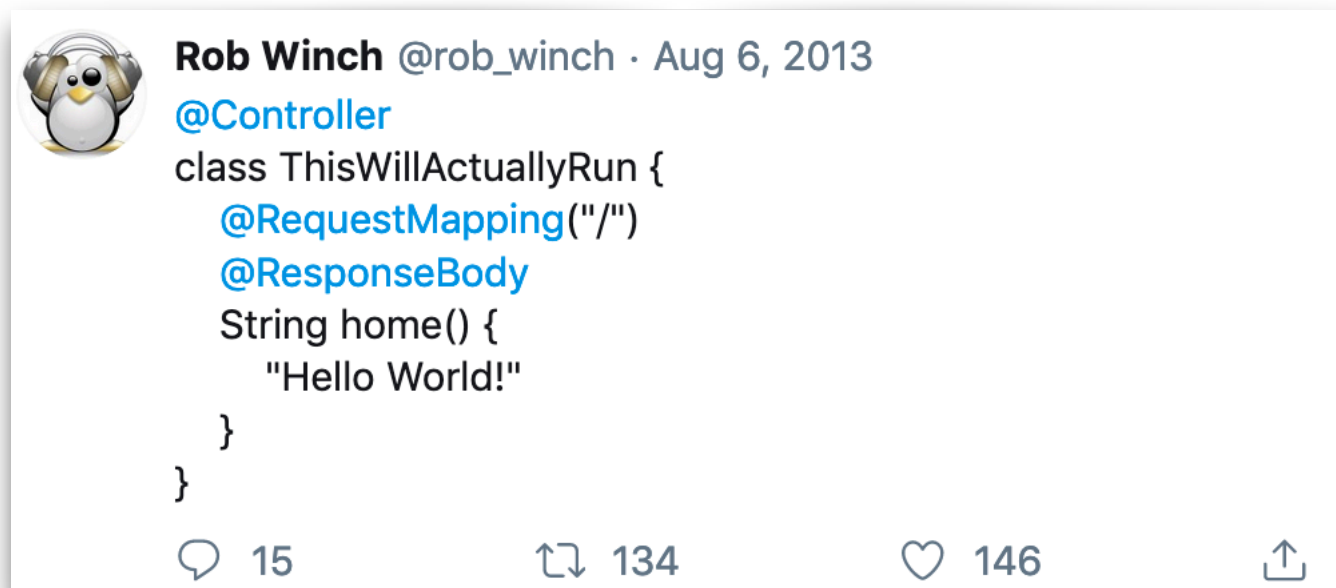 Rob Winch @rob_winch · Aug 6, 2013
@Controller
class ThisWillActuallyRun {
@RequestMapping("/")
@ResponseBody
String home() {
"Hello World!"
}
}
15 134 146